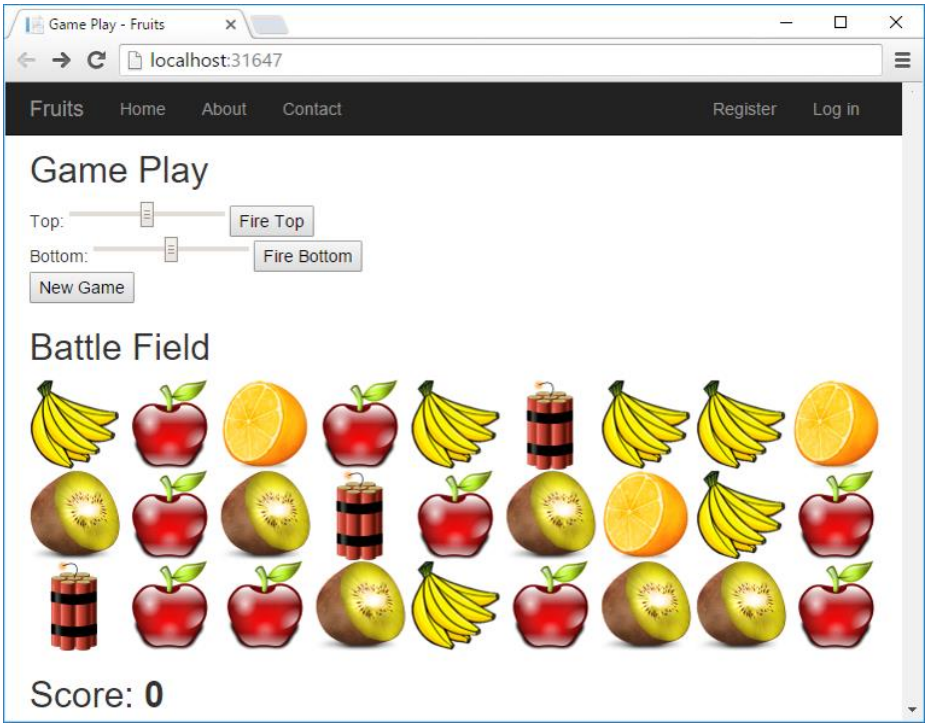 Game Play - Fruits
localhost:31647
Fruits Home About Contact Register Log in
Game Play
Top: Fire Top
Bottom: Fire Bottom
New Game
Battle Field
Score: 0